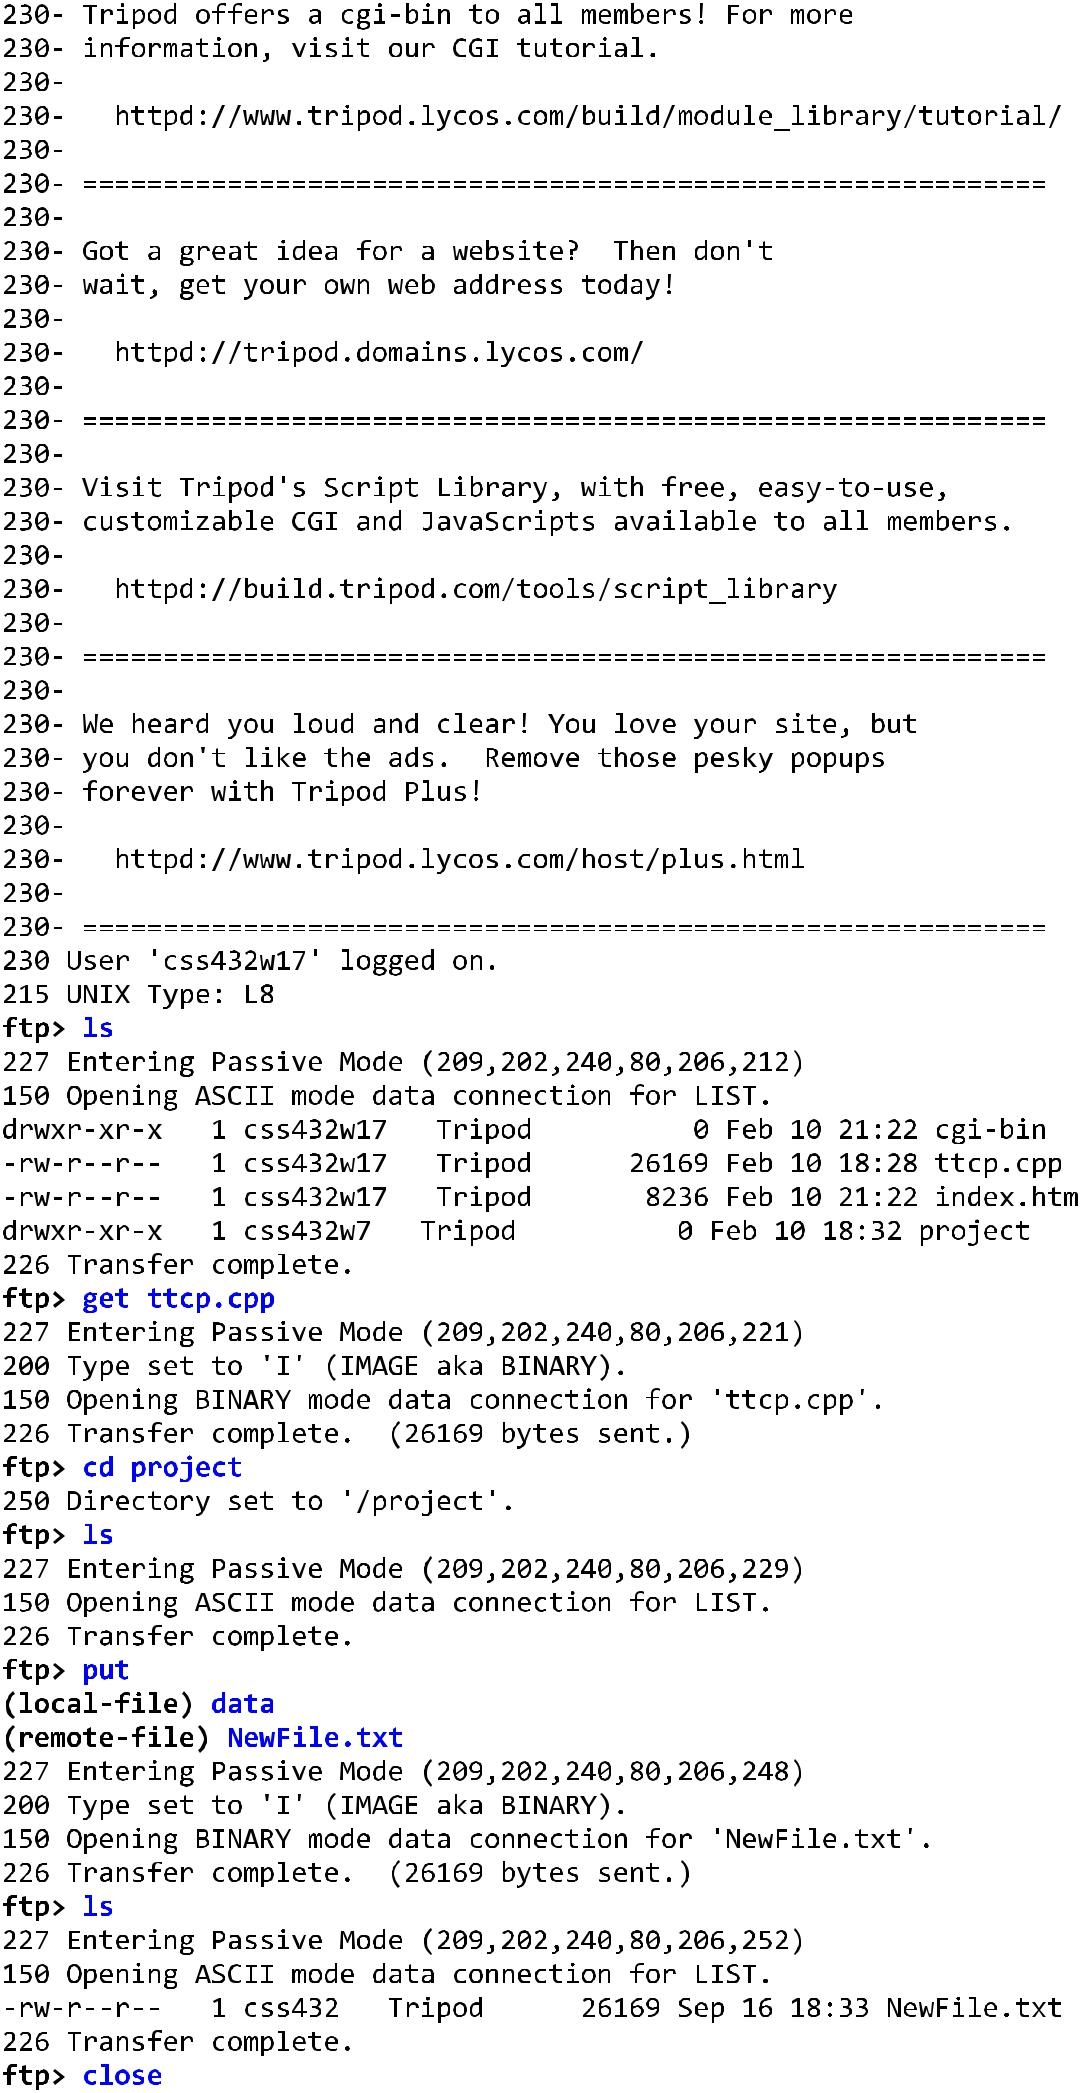 230- Tripod offers a cgi-bin to all members! For more
230- information, visit our CGI tutorial.
230-
230-   httpd://www.tripod.lycos.com/build/module_library/tutorial/
230-
230- ============================================================
230-
230- Got a great idea for a website?  Then don't
230- wait, get your own web address today!
230-
230-   httpd://tripod.domains.lycos.com/
230-
230- ============================================================
230-
230- Visit Tripod's Script Library, with free, easy-to-use,
230- customizable CGI and JavaScripts available to all members.
230-
230-   httpd://build.tripod.com/tools/script_library
230-
230- ============================================================
230-
230- We heard you loud and clear! You love your site, but
230- you don't like the ads.  Remove those pesky popups
230- forever with Tripod Plus!
230-
230-   httpd://www.tripod.lycos.com/host/plus.html
230-
230- ============================================================
230 User 'css432w17' logged on.
215 UNIX Type: L8
ftp> ls
227 Entering Passive Mode (209,202,240,80,206,212)
150 Opening ASCII mode data connection for LIST.
drwxr-xr-x   1 css432w17   Tripod          0 Feb 10 21:22 cgi-bin
-rw-r--r--   1 css432w17   Tripod      26169 Feb 10 18:28 ttcp.cpp
-rw-r--r--   1 css432w17   Tripod       8236 Feb 10 21:22 index.htm
drwxr-xr-x   1 css432w7   Tripod          0 Feb 10 18:32 project
226 Transfer complete.
ftp> get ttcp.cpp
227 Entering Passive Mode (209,202,240,80,206,221)
200 Type set to 'I' (IMAGE aka BINARY).
150 Opening BINARY mode data connection for 'ttcp.cpp'.
226 Transfer complete.  (26169 bytes sent.)
ftp> cd project
250 Directory set to '/project'.
ftp> ls
227 Entering Passive Mode (209,202,240,80,206,229)
150 Opening ASCII mode data connection for LIST.
226 Transfer complete.
ftp> put
(local-file) data
(remote-file) NewFile.txt
227 Entering Passive Mode (209,202,240,80,206,248)
200 Type set to 'I' (IMAGE aka BINARY).
150 Opening BINARY mode data connection for 'NewFile.txt'.
226 Transfer complete.  (26169 bytes sent.)
ftp> ls
227 Entering Passive Mode (209,202,240,80,206,252)
150 Opening ASCII mode data connection for LIST.
-rw-r--r--   1 css432   Tripod      26169 Sep 16 18:33 NewFile.txt
226 Transfer complete.
ftp> close